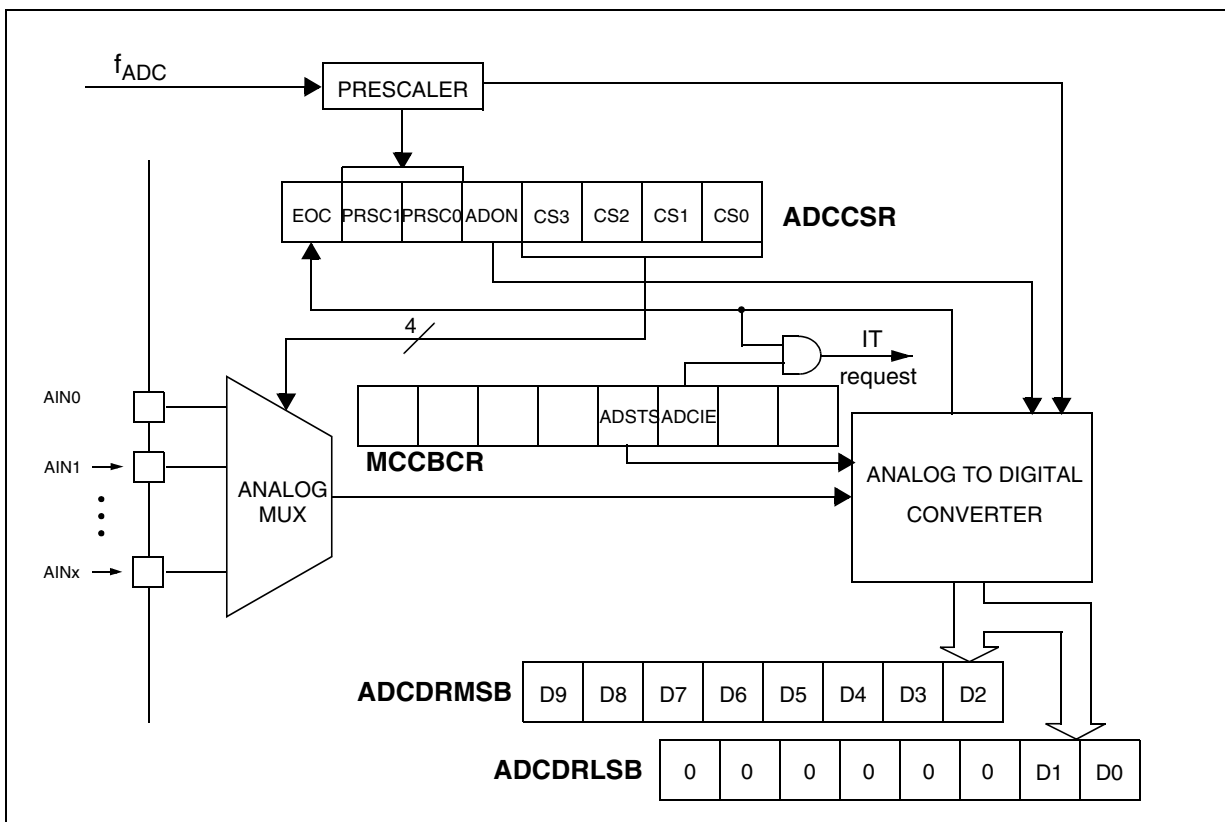 fADC
PRESCALER
EOC PRSC1 PRSC0 ADON CS3 CS2 CS1 CS0 ADCCSR
4
IT
request
AIN0
ADSTS ADCIE
MCCBCR
AIN1
ANALOG
MUX
ANALOG TO DIGITAL
CONVERTER
AINx
ADCDRMSB D9 D8 D7 D6 D5 D4 D3 D2
ADCDRLSB 0 0 0 0 0 0 D1 D0